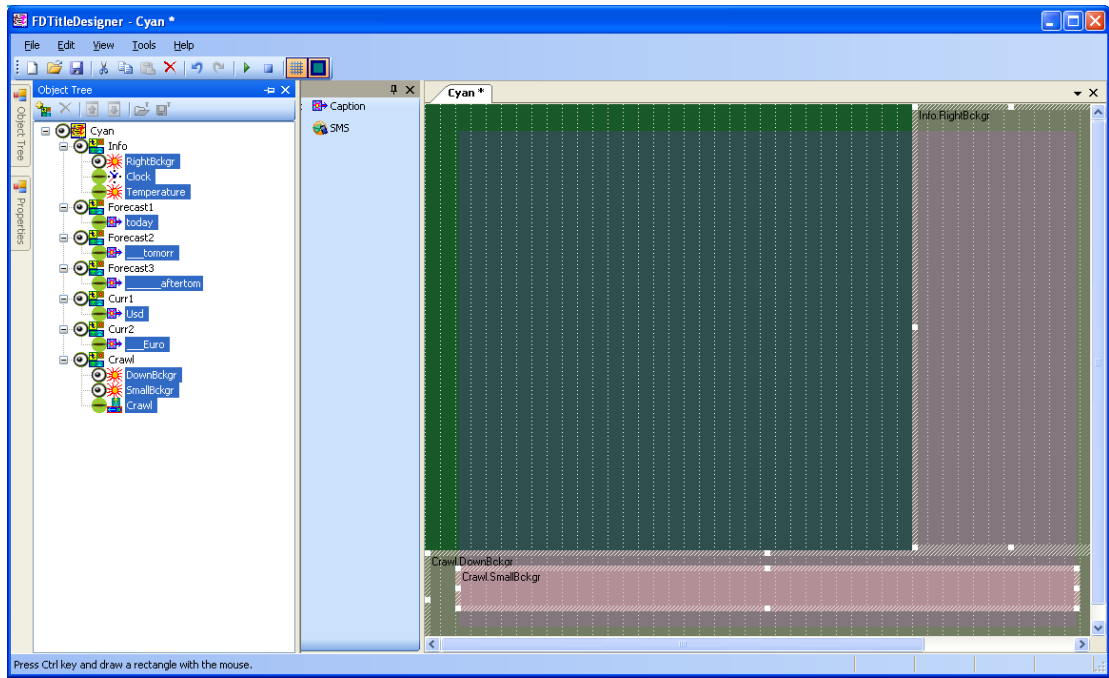 FDTitleDesigner - Cyan *
File Edit View Tools Help
Object Tree
Properties
Object Tree
Cyan
Info
RightBckgr
Clock
Temperature
Forecast1
today
Forecast2
___tomorr
Forecast3
______aftertom
Curr1
Usd
Curr2
___Euro
Crawl
DownBckgr
SmallBckgr
Crawl
Caption
SMS
Cyan *
Info.RightBckgr
Crawl.DownBckgr
Crawl.SmallBckgr
Press Ctrl key and draw a rectangle with the mouse.